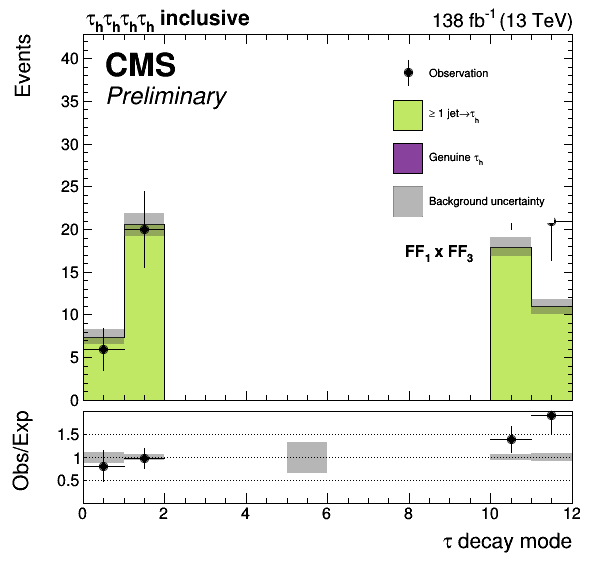 τhτhτhτh inclusive
138 fb-1 (13 TeV)
Events
CMS
Preliminary
Observation
≥ 1 jet→τh
Genuine τh
Background uncertainty
FF1 x FF3
40
35
30
25
20
15
10
5
0
Obs/Exp
1.5
1
0.5
0 2 4 6 8 10 12
τ decay mode